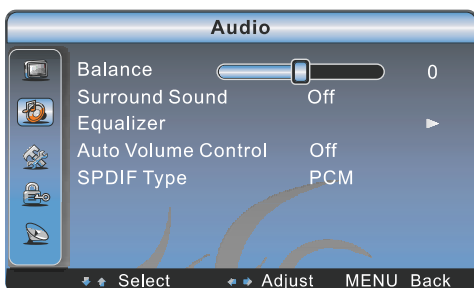 Audio
Balance 0
Surround Sound Off
Equalizer
Auto Volume Control Off
SPDIF Type PCM
Select Adjust MENU Back